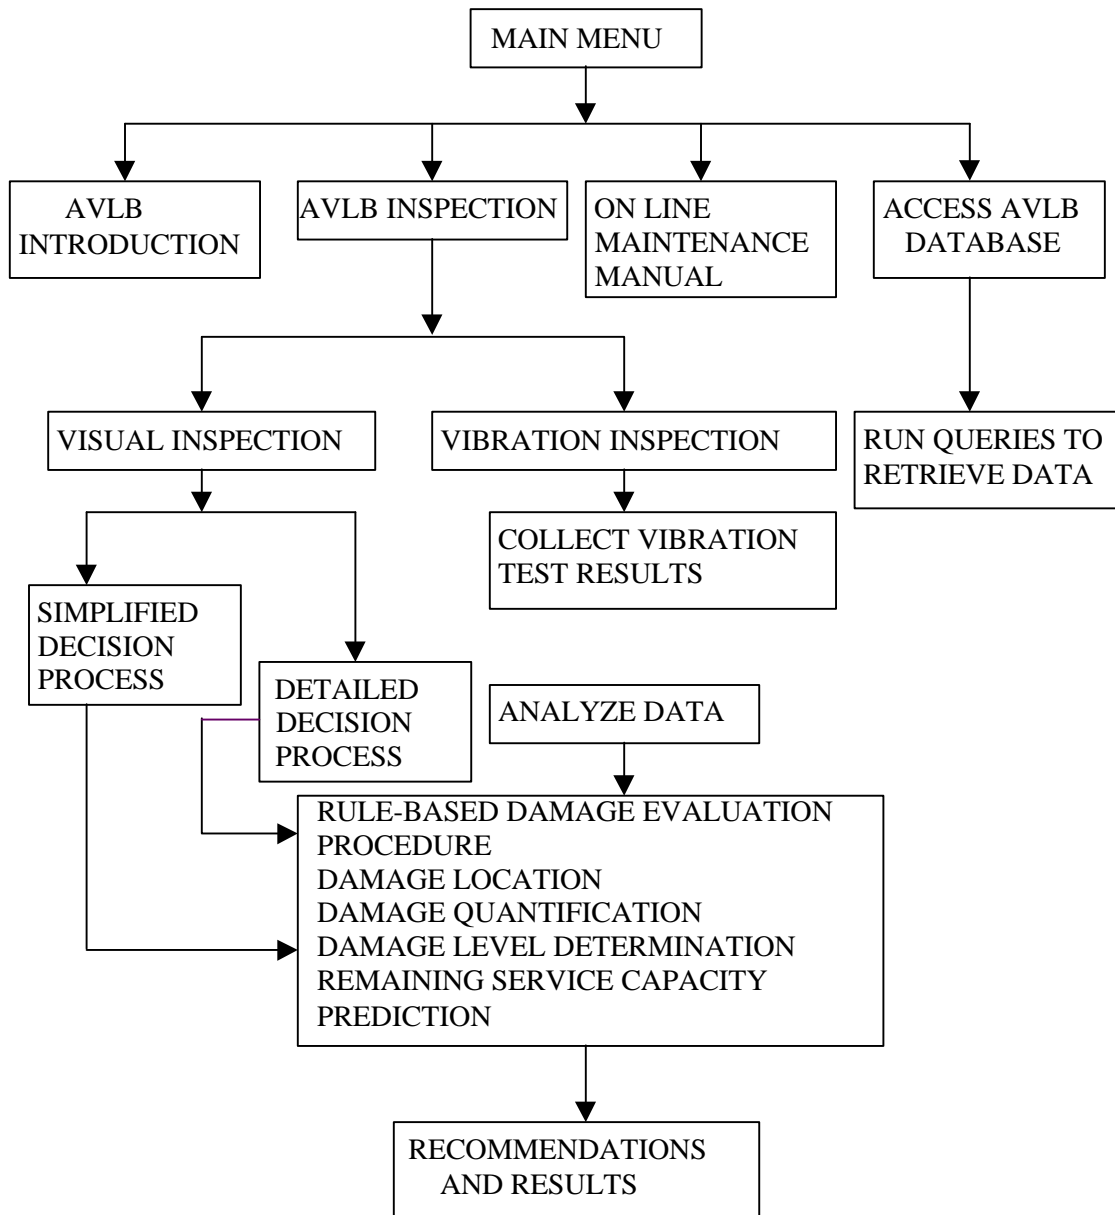 MAIN MENU
AVLB
INTRODUCTION
AVLB INSPECTION
ON LINE
MAINTENANCE
MANUAL
ACCESS AVLB
DATABASE
VISUAL INSPECTION
VIBRATION INSPECTION
RUN QUERIES TO
RETRIEVE DATA
COLLECT VIBRATION
TEST RESULTS
SIMPLIFIED
DECISION
PROCESS
DETAILED
DECISION
PROCESS
ANALYZE DATA
RULE-BASED DAMAGE EVALUATION
PROCEDURE
DAMAGE LOCATION
DAMAGE QUANTIFICATION
DAMAGE LEVEL DETERMINATION
REMAINING SERVICE CAPACITY
PREDICTION
RECOMMENDATIONS
AND RESULTS